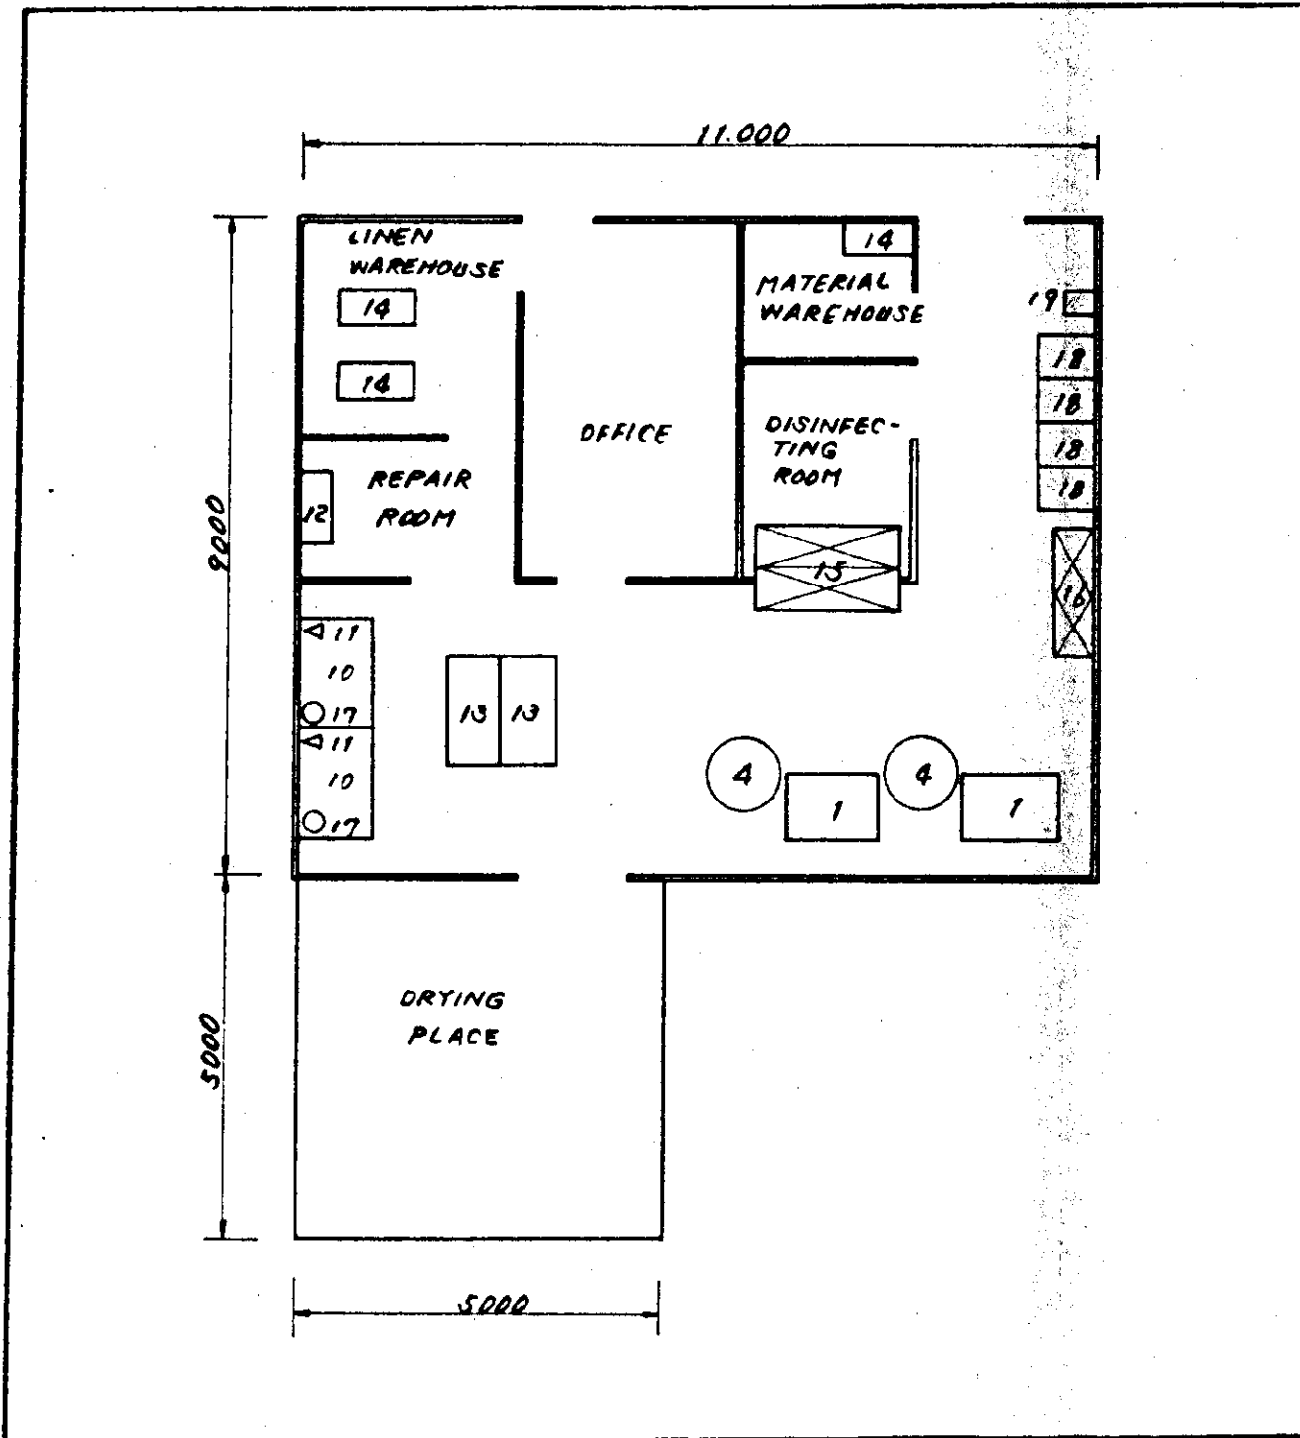 11.000
LINEN
WAREHOUSE
14
14
14
MATERIAL
WAREHOUSE
19
18
18
18
18
OFFICE
DISINFEC-
TING
ROOM
REPAIR
ROOM
12
9000
15
16
11
10
17
11
10
17
13 13
4
1
4
1
DRYING
PLACE
5000
5000